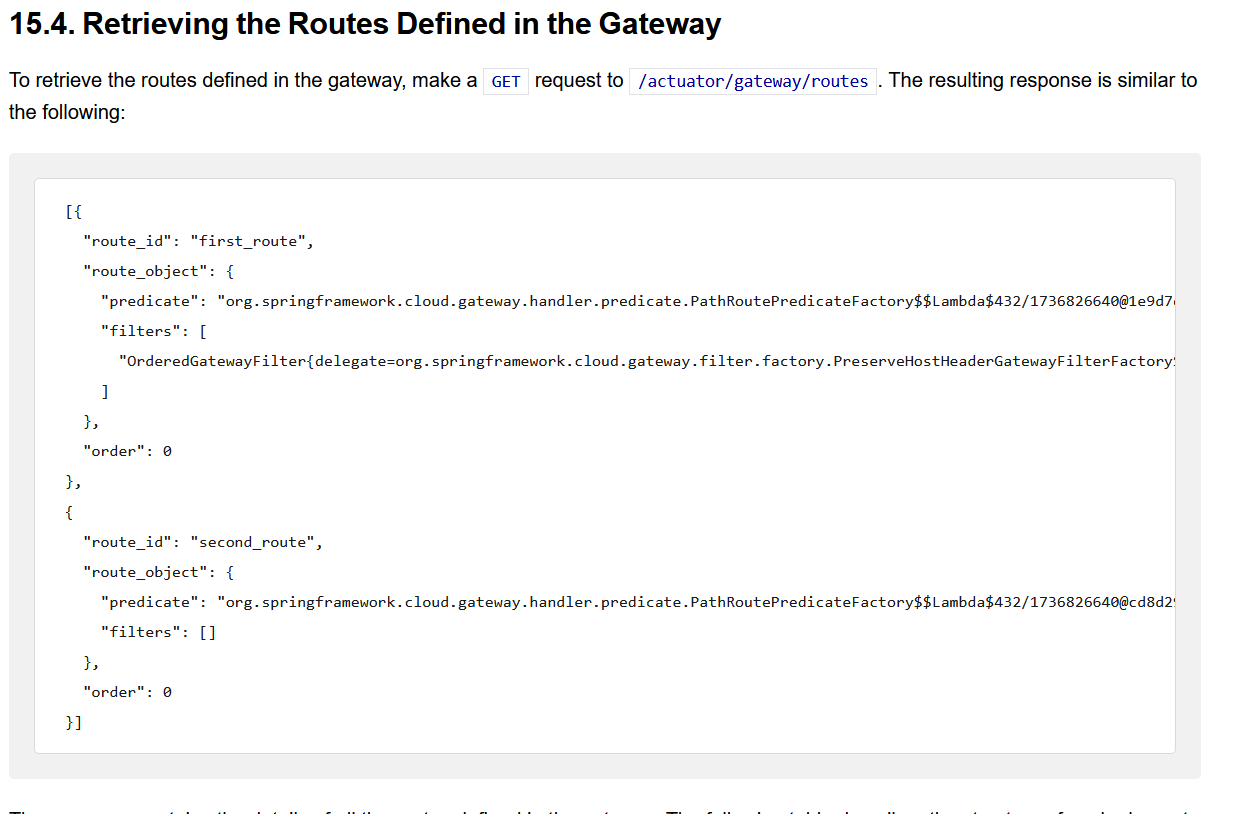 15.4. Retrieving the Routes Defined in the Gateway
To retrieve the routes defined in the gateway, make a GET request to /actuator/gateway/routes . The resulting response is similar to
the following:
[{
  "route_id": "first_route",
  "route_object": {
    "predicate": "org.springframework.cloud.gateway.handler.predicate.PathRoutePredicateFactory$$Lambda$432/1736826640@1e9d7
    "filters": [
      "OrderedGatewayFilter{delegate=org.springframework.cloud.gateway.filter.factory.PreserveHostHeaderGatewayFilterFactory
    ]
  },
  "order": 0
},
{
  "route_id": "second_route",
  "route_object": {
    "predicate": "org.springframework.cloud.gateway.handler.predicate.PathRoutePredicateFactory$$Lambda$432/1736826640@cd8d2
    "filters": []
  },
  "order": 0
}]